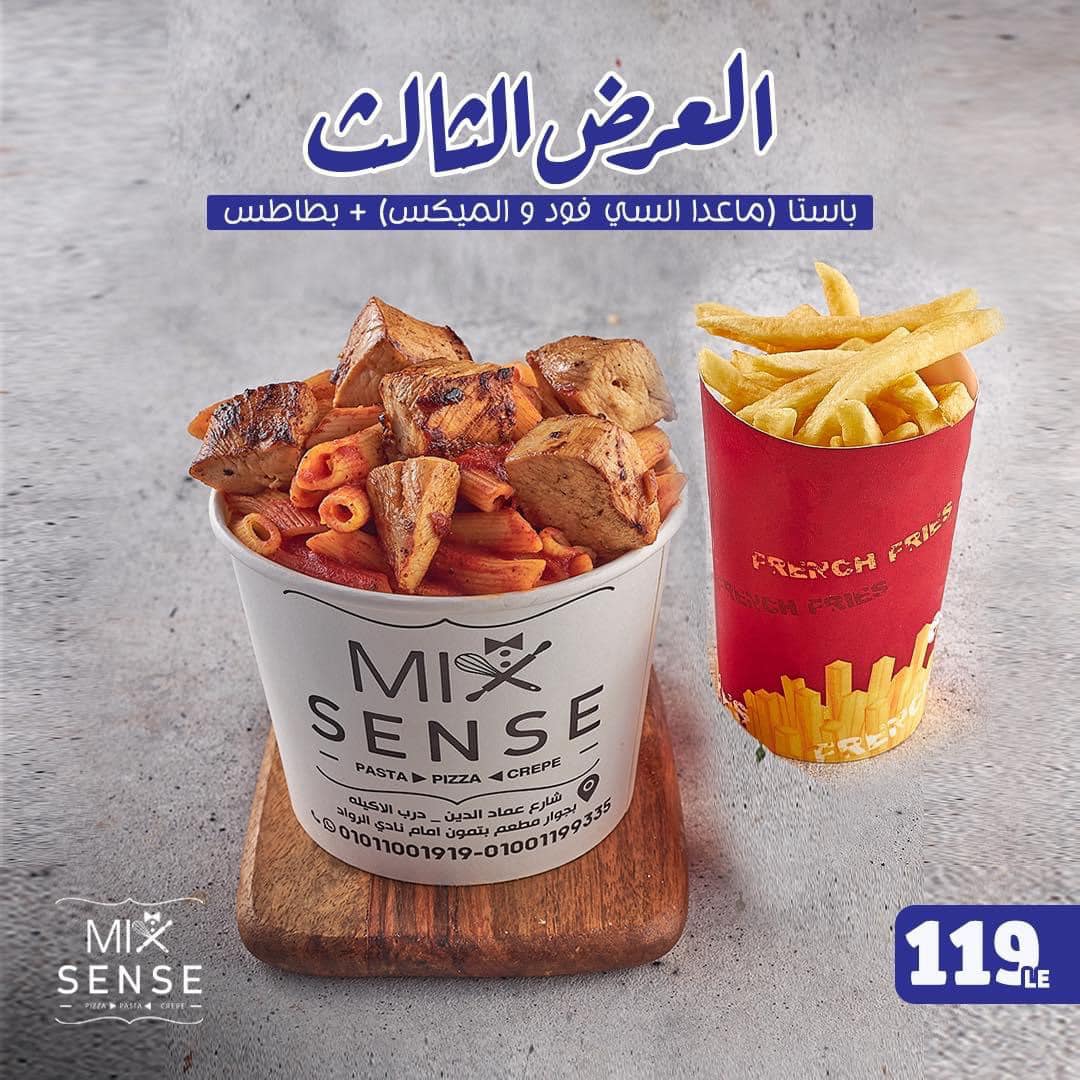 العرض الثالث
باستا (ماعدا السي فود و الميكس) + بطاطس
FRENCH FRIES
FRENCH FRIES
MIX
SENSE
PASTA ▶ PIZZA ◀ CREPE
شارع عماد الدين _ درب الاكيله
بجوار مطعم بتمون امام نادي الرواد
01011001919-01001199335
MIX
SENSE
PIZZA ▶ PASTA ◀ CREPE
119 LE